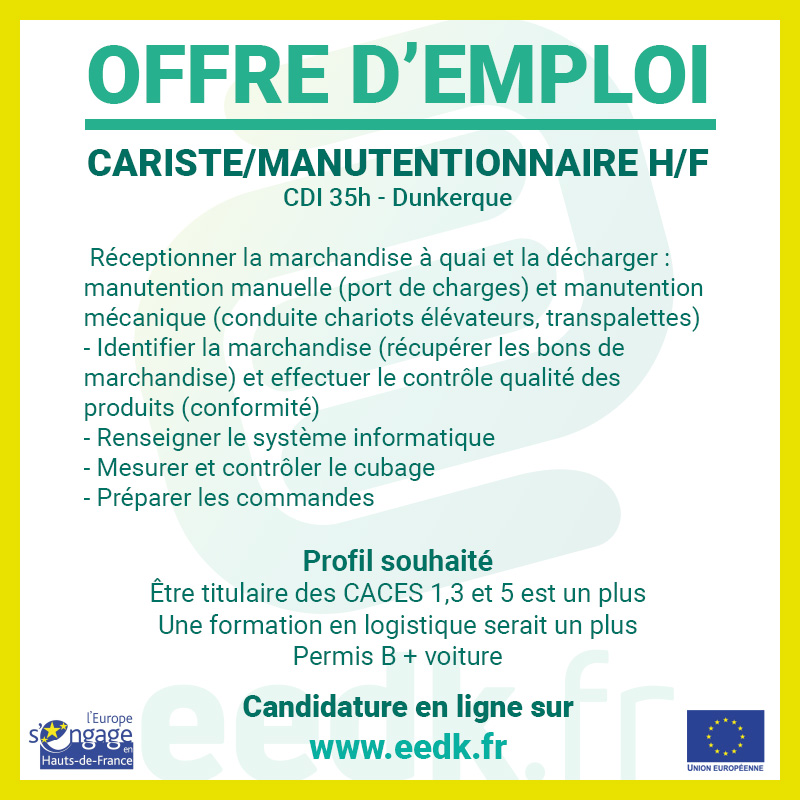 OFFRE D'EMPLOI
CARISTE/MANUTENTIONNAIRE H/F
CDI 35h - Dunkerque
Réceptionner la marchandise à quai et la décharger :
manutention manuelle (port de charges) et manutention
mécanique (conduite chariots élévateurs, transpalettes)
- Identifier la marchandise (récupérer les bons de
marchandise) et effectuer le contrôle qualité des
produits (conformité)
- Renseigner le système informatique
- Mesurer et contrôler le cubage
- Préparer les commandes
Profil souhaité
Être titulaire des CACES 1,3 et 5 est un plus
Une formation en logistique serait un plus
Permis B + voiture
eedk.fr
Candidature en ligne sur
www.eedk.fr
l'Europe
s'Engage
en
Hauts-de-France
UNION EUROPÉENNE